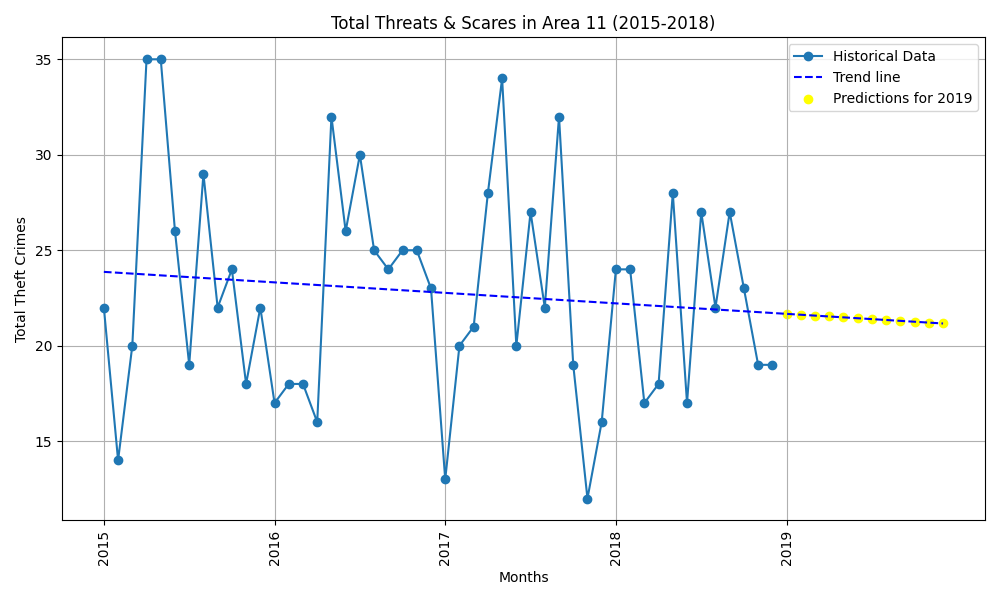 Total Threats & Scares in Area 11 (2015-2018)
Historical Data
Trend line
Predictions for 2019
Total Theft Crimes
35
30
25
20
15
2015
2016
2017
2018
2019
Months